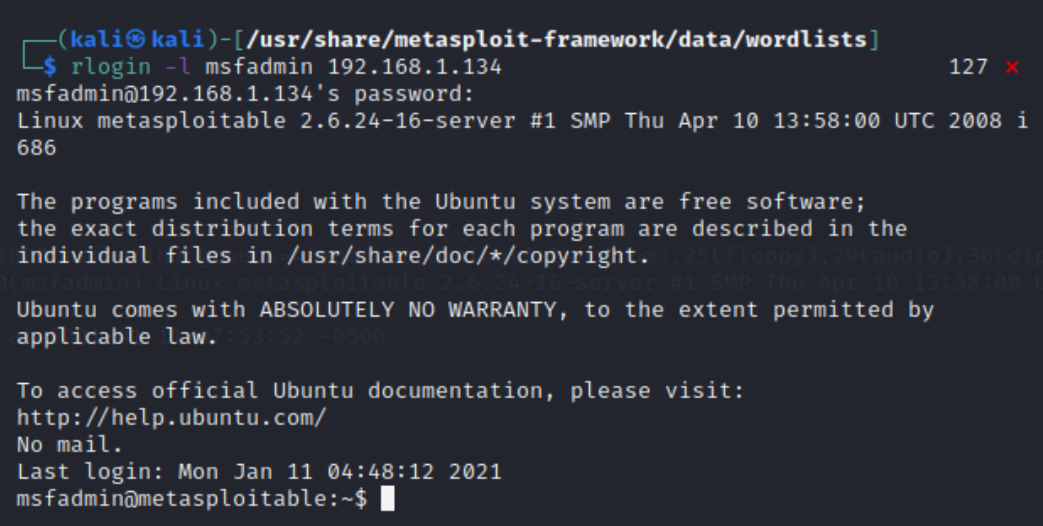 ┌──(kali㉿kali)-[/usr/share/metasploit-framework/data/wordlists]
└─$ rlogin -l msfadmin 192.168.1.134 127 ⨯
msfadmin@192.168.1.134's password:
Linux metasploitable 2.6.24-16-server #1 SMP Thu Apr 10 13:58:00 UTC 2008 i
686
The programs included with the Ubuntu system are free software;
the exact distribution terms for each program are described in the
individual files in /usr/share/doc/*/copyright.
Ubuntu comes with ABSOLUTELY NO WARRANTY, to the extent permitted by
applicable law.
To access official Ubuntu documentation, please visit:
http://help.ubuntu.com/
No mail.
Last login: Mon Jan 11 04:48:12 2021
msfadmin@metasploitable:~$